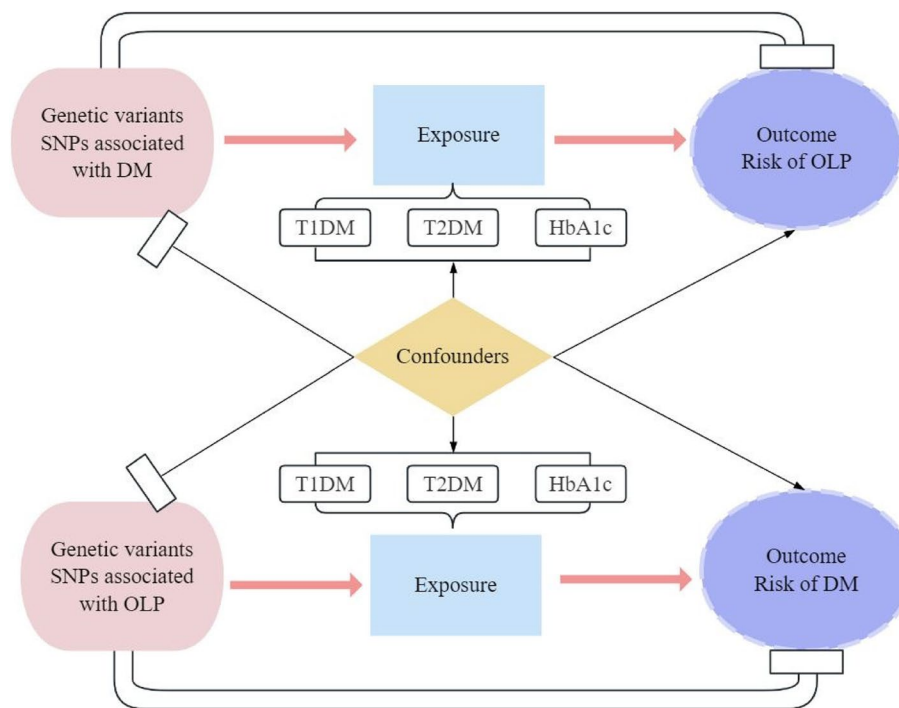 Genetic variants
SNPs associated
with DM
Exposure
Outcome
Risk of OLP
T1DM
T2DM
HbA1c
Confounders
T1DM
T2DM
HbA1c
Genetic variants
SNPs associated
with OLP
Exposure
Outcome
Risk of DM